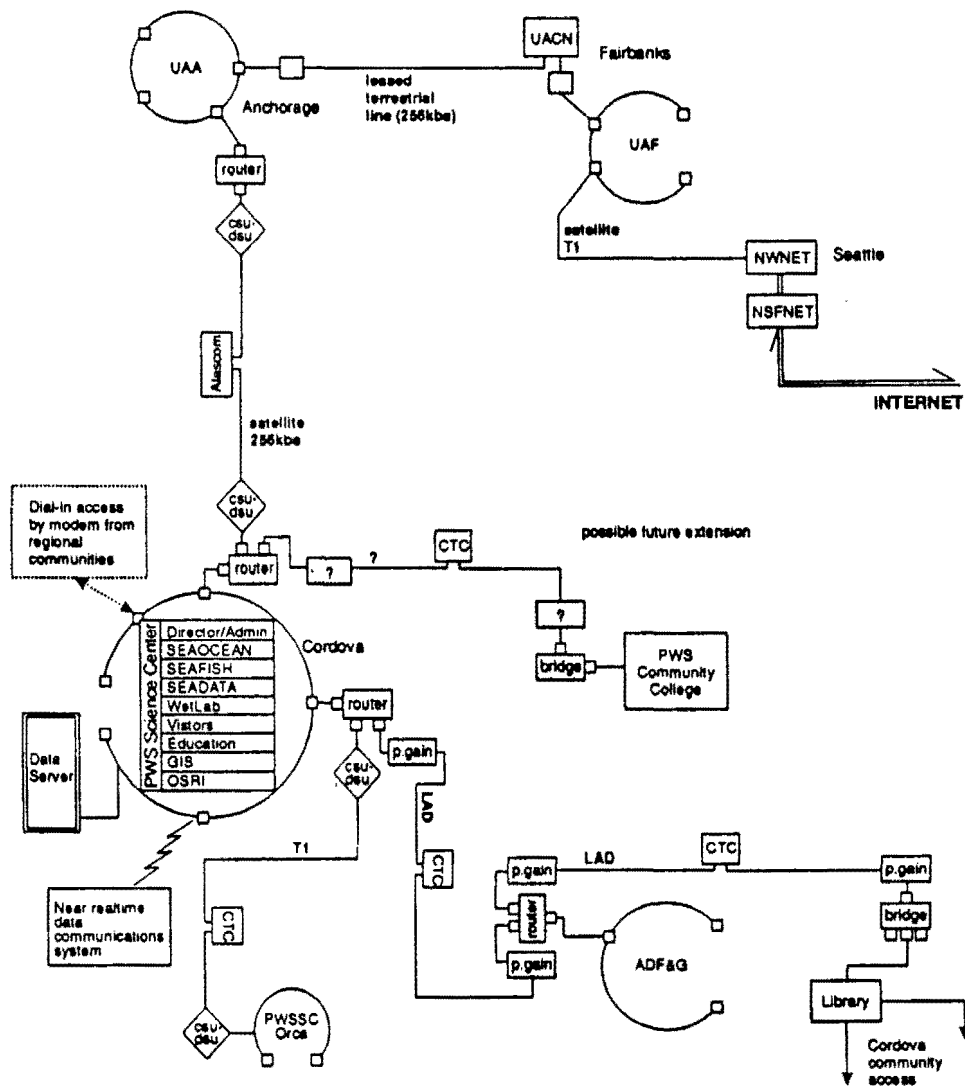 UACN
Fairbanks
UAA
leased
terrestrial
line (256kbs)
Anchorage
UAF
router
csu-
dsu
satellite
T1
NWNET
Seattle
NSFNET
Alascom
INTERNET
satellite
256kbs
csu-
dsu
Dial-in access
by modem from
regional
communities
possible future extension
CTC
?
router
?
?
PWS Science Center
Director/Admin
SEAOCEAN
SEAFISH
SEADATA
WetLab
Vistors
Education
GIS
OSRI
Cordova
bridge
PWS
Community
College
router
p.gain
Data
Server
csu-
dsu
LAD
T1
CTC
p.gain
LAD
CTC
p.gain
Near realtime
data
communications
system
CTC
router
bridge
p.gain
ADF&G
Library
csu-
dsu
PWSSC
Orca
Cordova
community
access